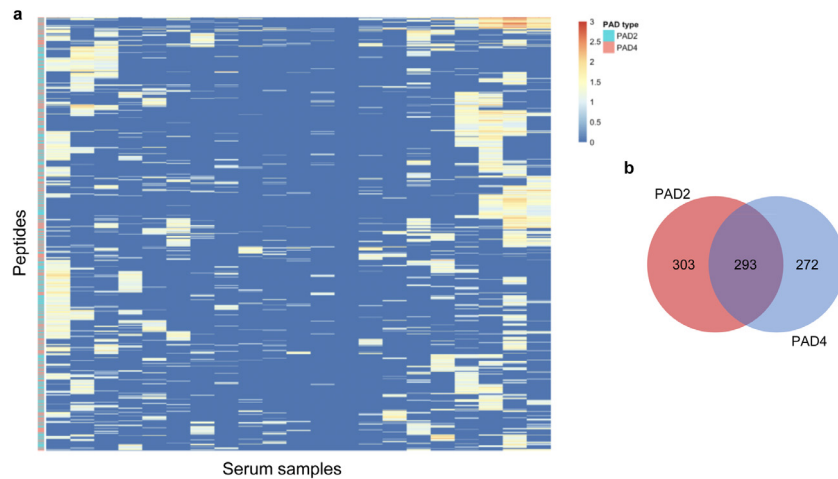 a
Peptides
Serum samples
3
2.5
2
1.5
1
0.5
0
PAD type
PAD2
PAD4
b
PAD2
303
293
272
PAD4